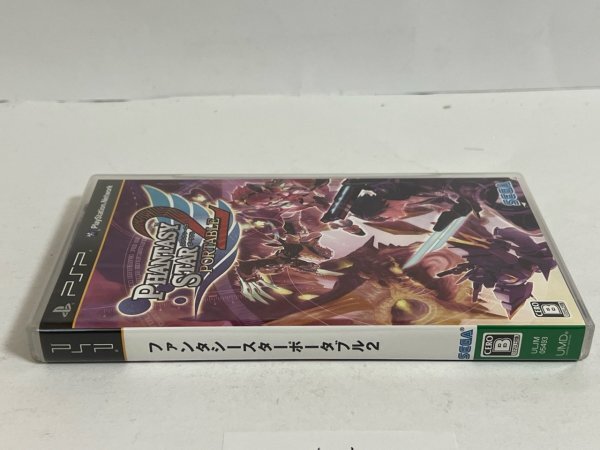 PlayStation Network
PSP
PHANTASY
STAR
PORTABLE
2
SEGA
CERO
B
ファンタシースターポータブル2
SEGA
CERO
B
ULJM
05493
UMD